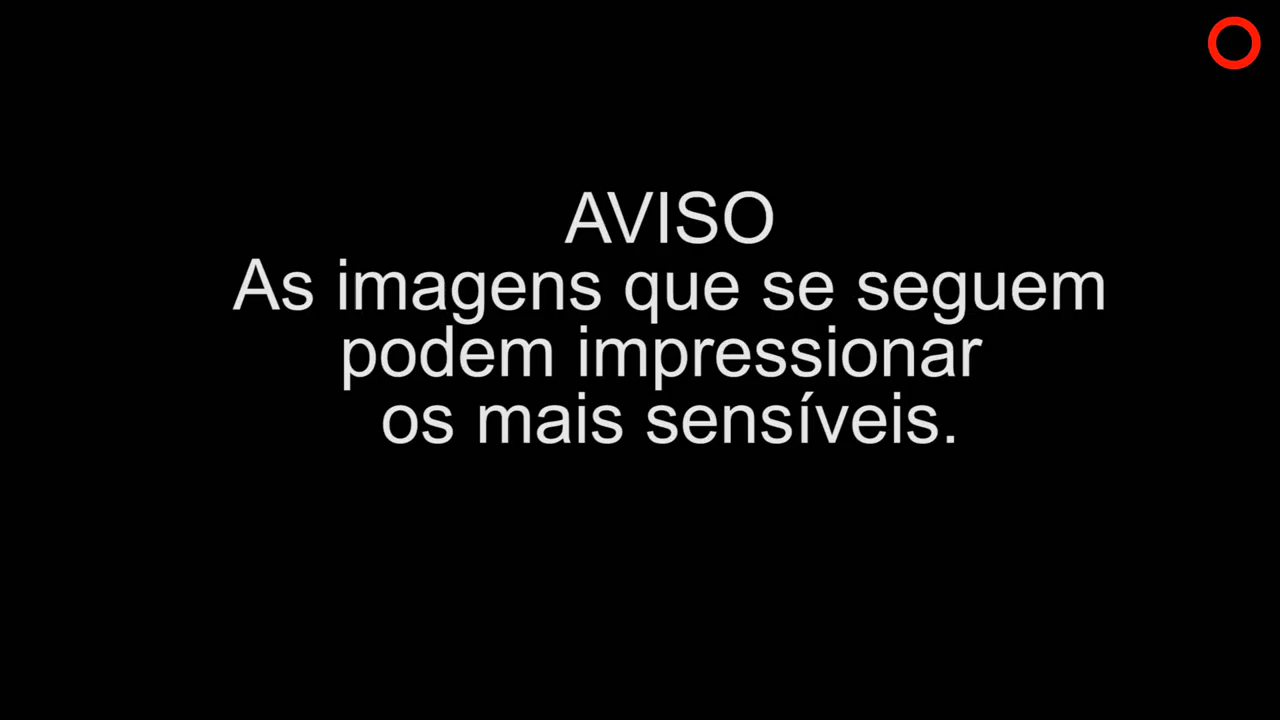 AVISO
As imagens que se seguem
podem impressionar
os mais sensíveis.